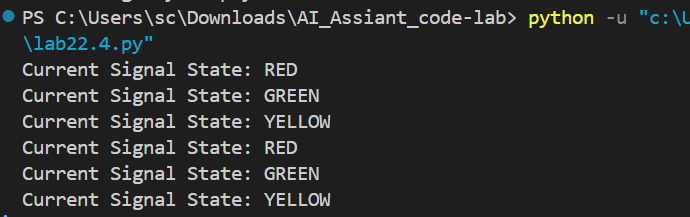 PS C:\Users\sc\Downloads\AI_Assiant_code-lab> python -u "c:\U
\lab22.4.py"
Current Signal State: RED
Current Signal State: GREEN
Current Signal State: YELLOW
Current Signal State: RED
Current Signal State: GREEN
Current Signal State: YELLOW